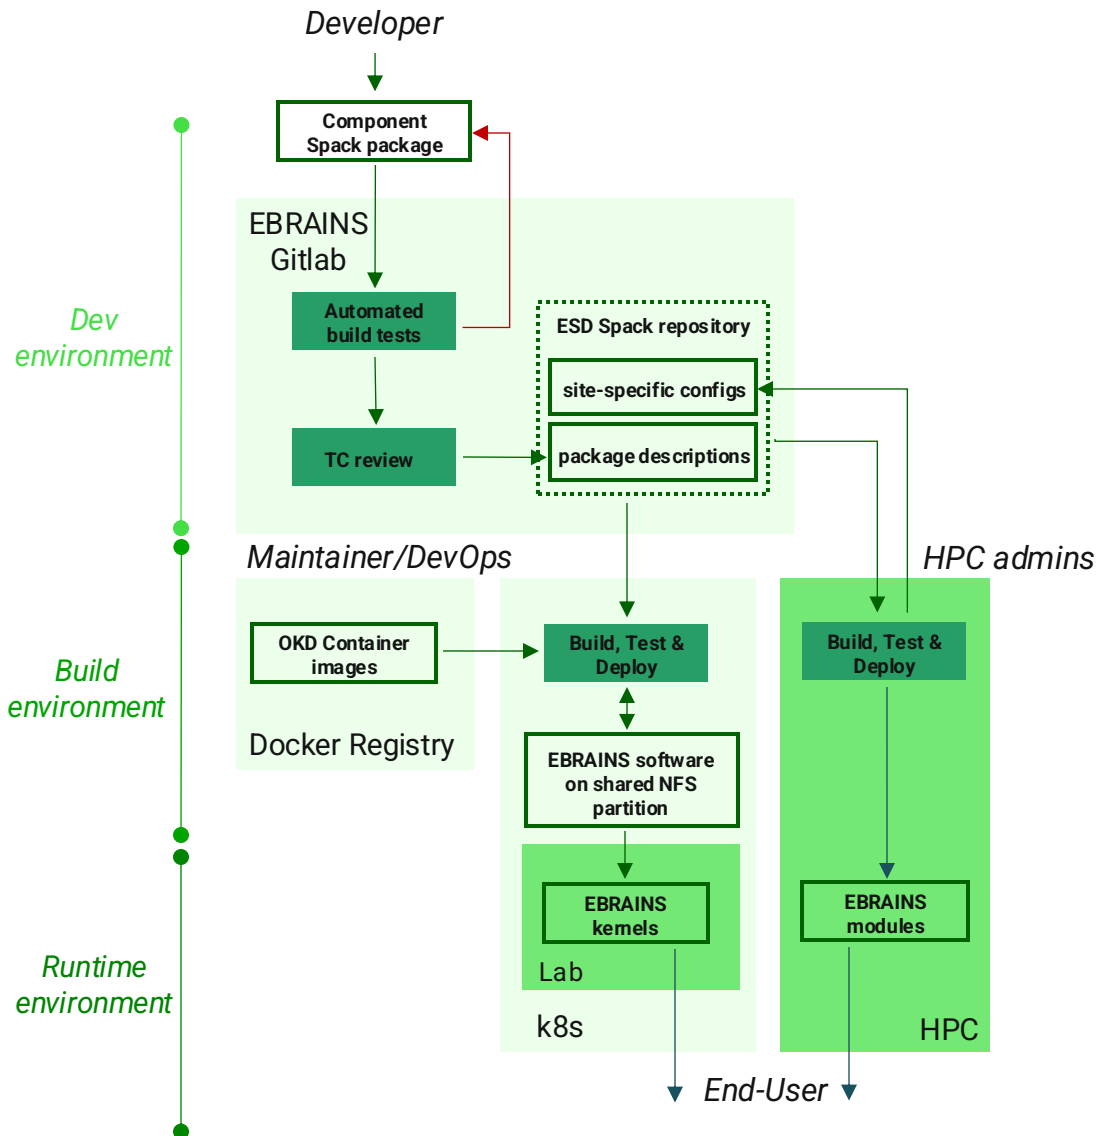 Developer
Component
Spack package
EBRAINS
Gitlab
Automated
build tests
ESD Spack repository
site-specific configs
TC review
package descriptions
Dev
environment
Maintainer/DevOps
HPC admins
OKD Container
images
Build, Test &
Deploy
Build, Test &
Deploy
Build
environment
Docker Registry
EBRAINS software
on shared NFS
partition
EBRAINS
kernels
EBRAINS
modules
Lab
Runtime
environment
k8s
HPC
End-User